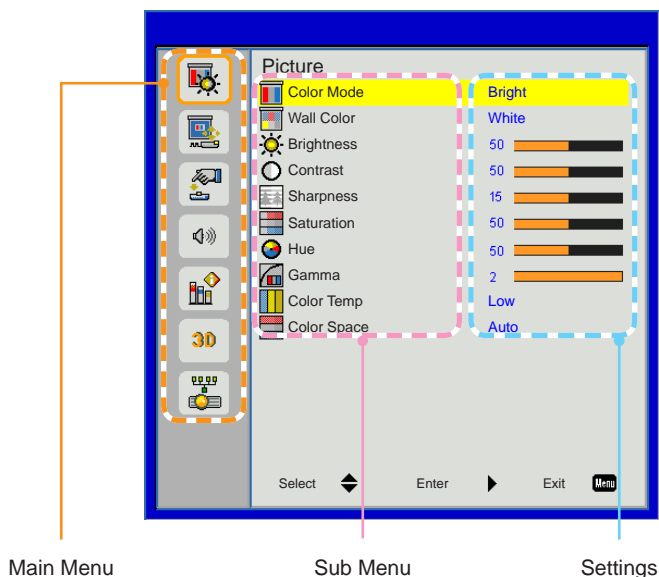 Picture
Color Mode Bright
Wall Color White
Brightness 50
Contrast 50
Sharpness 15
Saturation 50
Hue 50
Gamma 2
Color Temp Low
Color Space Auto
3D
Select Enter Exit Menu
Main Menu Sub Menu Settings